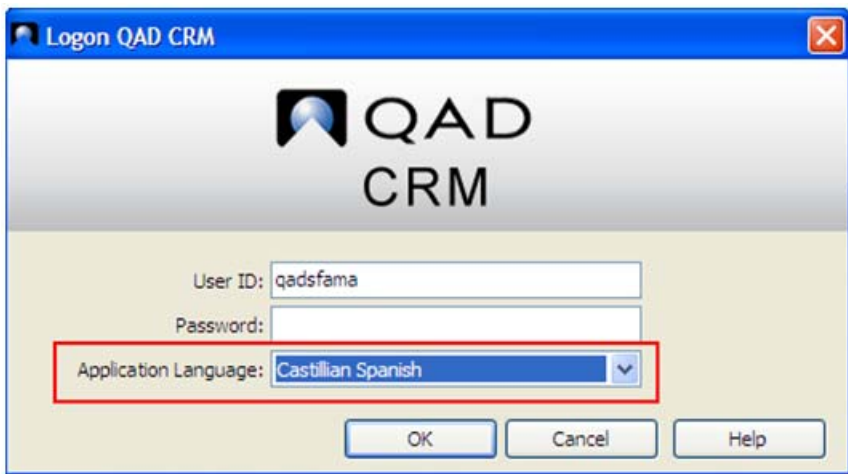 Logon QAD CRM
QAD
CRM
User ID: qadsfama
Password:
Application Language: Castillian Spanish
OK Cancel Help